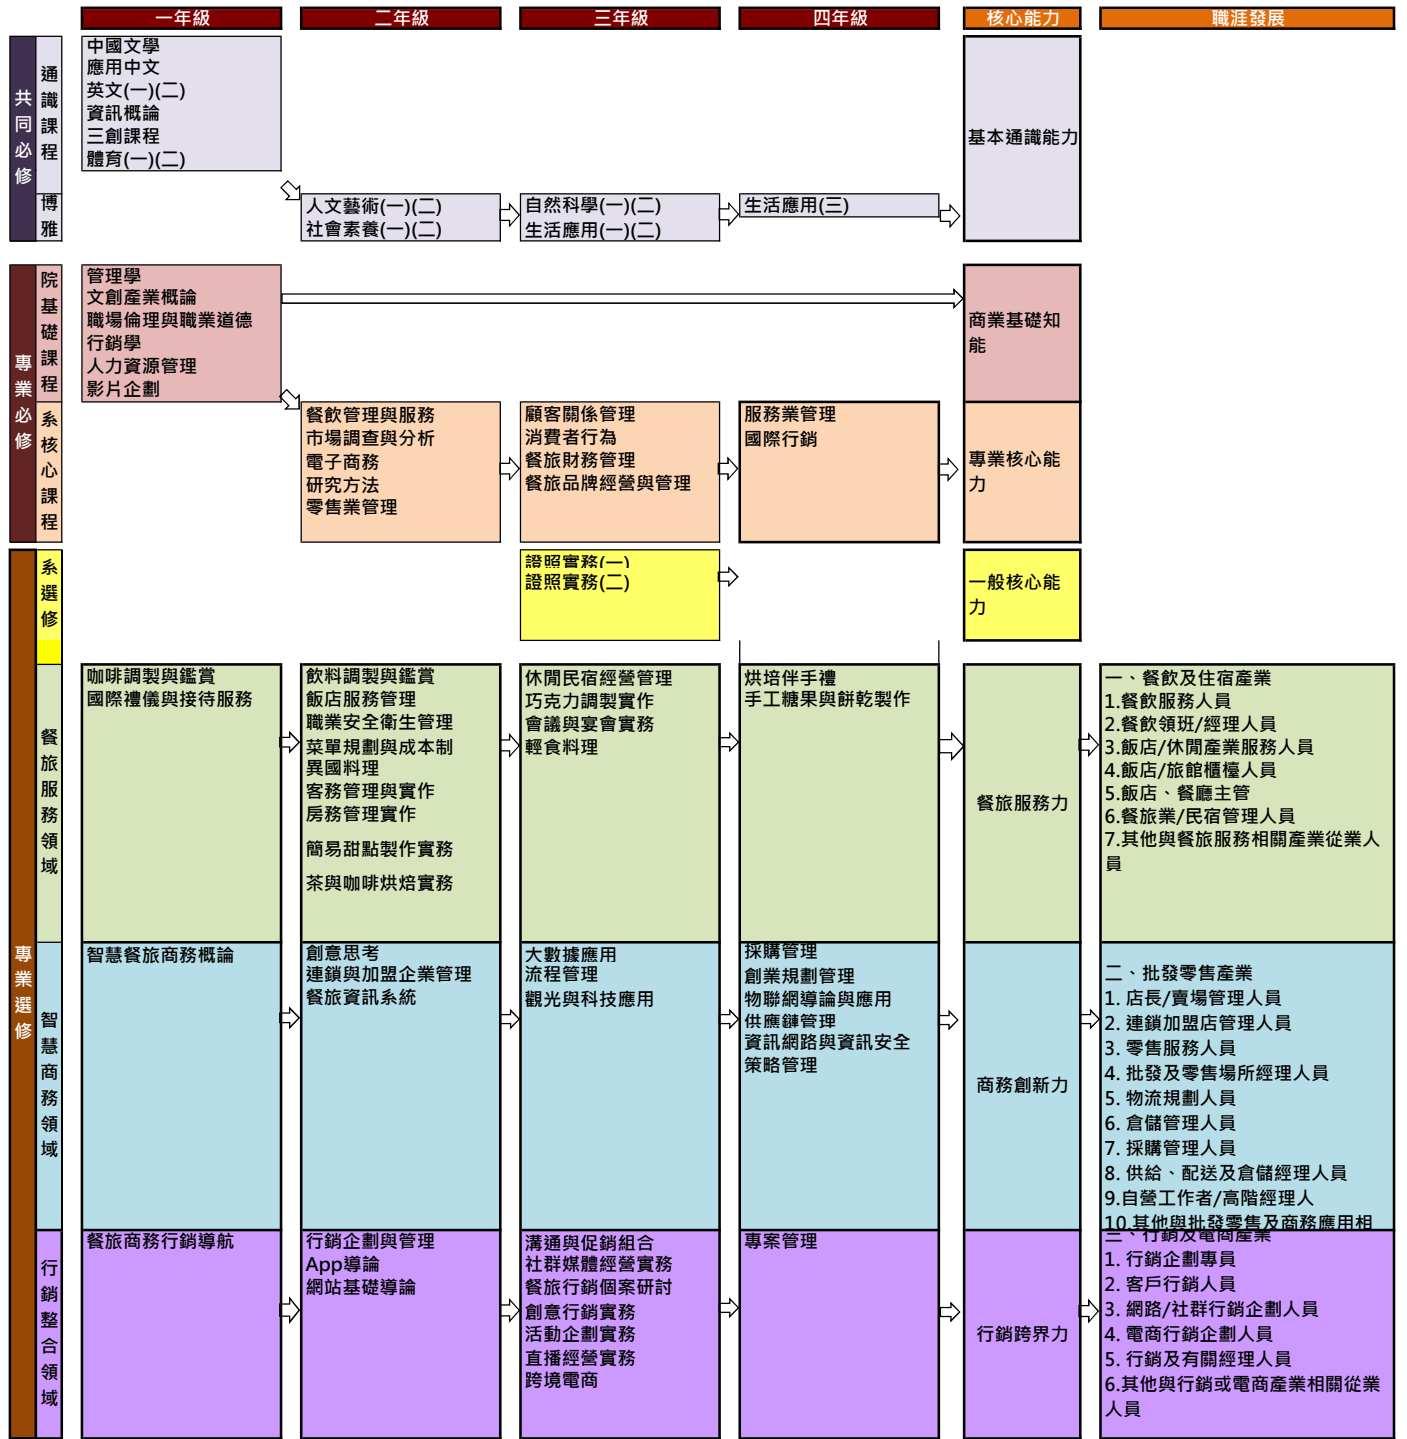 一年級
二年級
三年級
四年級
核心能力
職涯發展
共同必修
通識課程
中國文學
應用中文
英文(一)(二)
資訊概論
三創課程
體育(一)(二)
基本通識能力
博雅
人文藝術(一)(二)
社會素養(一)(二)
自然科學(一)(二)
生活應用(一)(二)
生活應用(三)
專業必修
院基礎課程
管理學
文創產業概論
職場倫理與職業道德
行銷學
人力資源管理
影片企劃
商業基礎知
能
系核心課程
餐飲管理與服務
市場調查與分析
電子商務
研究方法
零售業管理
顧客關係管理
消費者行為
餐旅財務管理
餐旅品牌經營與管理
服務業管理
國際行銷
專業核心能
力
專業選修
系選修
證照實務(一)
證照實務(二)
一般核心能
力
餐旅服務領域
咖啡調製與鑑賞
國際禮儀與接待服務
飲料調製與鑑賞
飯店服務管理
職業安全衛生管理
菜單規劃與成本制
異國料理
客務管理與實作
房務管理實作
簡易甜點製作實務
茶與咖啡烘焙實務
休閒民宿經營管理
巧克力調製實作
會議與宴會實務
輕食料理
烘培伴手禮
手工糖果與餅乾製作
餐旅服務力
一、餐飲及住宿產業
1.餐飲服務人員
2.餐飲領班/經理人員
3.飯店/休閒產業服務人員
4.飯店/旅館櫃檯人員
5.飯店、餐廳主管
6.餐旅業/民宿管理人員
7.其他與餐旅服務相關產業從業人
員
智慧商務領域
智慧餐旅商務概論
創意思考
連鎖與加盟企業管理
餐旅資訊系統
大數據應用
流程管理
觀光與科技應用
採購管理
創業規劃管理
物聯網導論與應用
供應鏈管理
資訊網路與資訊安全
策略管理
商務創新力
二、批發零售產業
1. 店長/賣場管理人員
2. 連鎖加盟店管理人員
3. 零售服務人員
4. 批發及零售場所經理人員
5. 物流規劃人員
6. 倉儲管理人員
7. 採購管理人員
8. 供給、配送及倉儲經理人員
9.自營工作者/高階經理人
10.其他與批發零售及商務應用相
行銷整合領域
餐旅商務行銷導航
行銷企劃與管理
App導論
網站基礎導論
溝通與促銷組合
社群媒體經營實務
餐旅行銷個案研討
創意行銷實務
活動企劃實務
直播經營實務
跨境電商
專案管理
行銷跨界力
三、行銷及電商產業
1. 行銷企劃專員
2. 客戶行銷人員
3. 網路/社群行銷企劃人員
4. 電商行銷企劃人員
5. 行銷及有關經理人員
6.其他與行銷或電商產業相關從業
人員